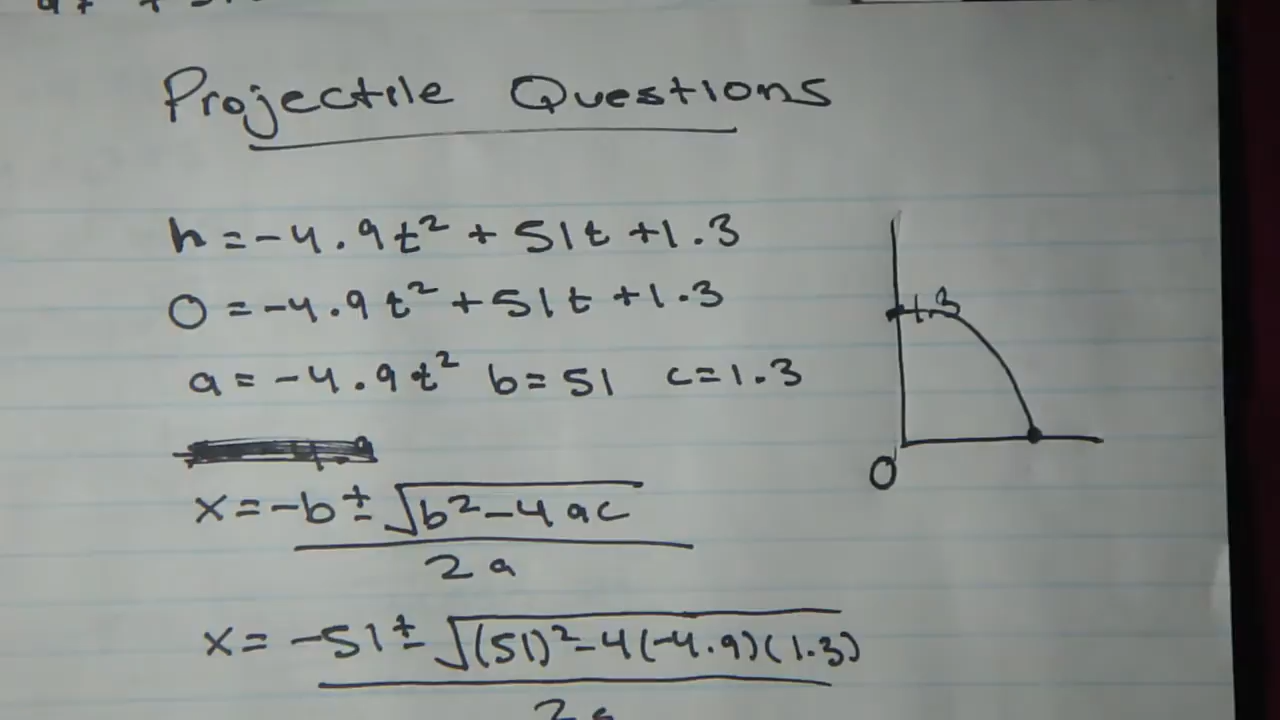 Projectile Questions
h = -4.9t² + 51t + 1.3
0 = -4.9t² + 51t + 1.3
a = -4.9t² b = 51 c = 1.3
1.3
0
x = -b ± √b² - 4ac
2a
x = -51 ± √(51)² - 4(-4.9)(1.3)